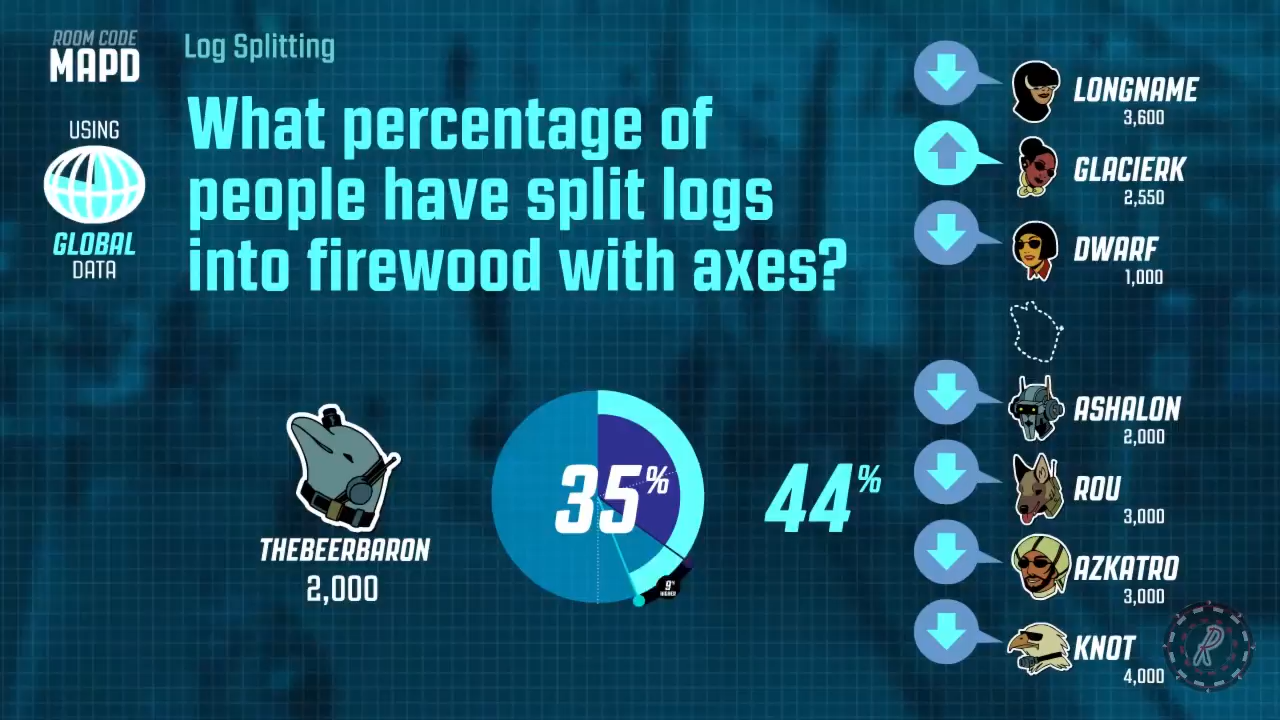 ROOM CODE
MAPD
USING
GLOBAL
DATA
Log Splitting
What percentage of
people have split logs
into firewood with axes?
THEBEERBARON
2,000
35%
9%
HIGHER
44%
LONGNAME
3,600
GLACIERK
2,550
DWARF
1,000
ASHALON
2,000
ROU
3,000
AZKATRO
3,000
KNOT
4,000
R